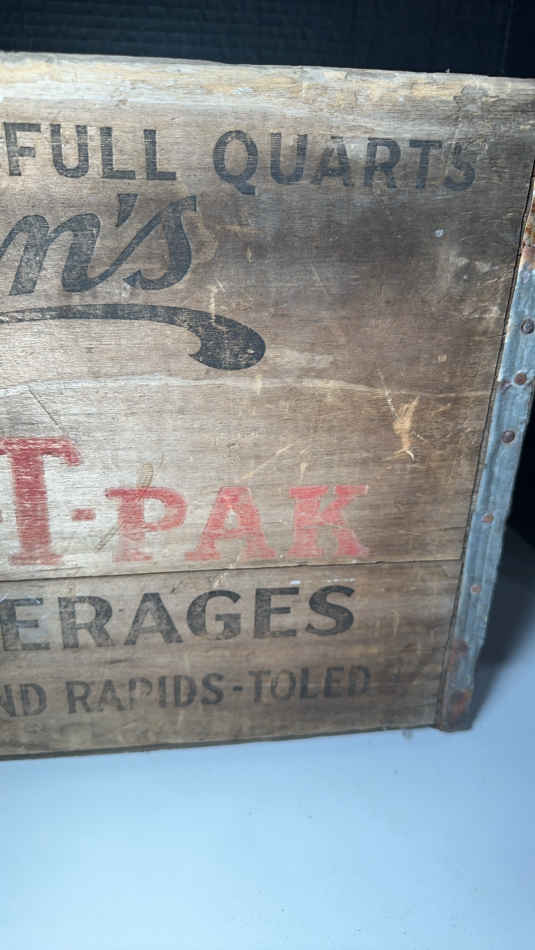 FULL QUARTS
n's
T-PAK
ERAGES
ND RAPIDS-TOLED